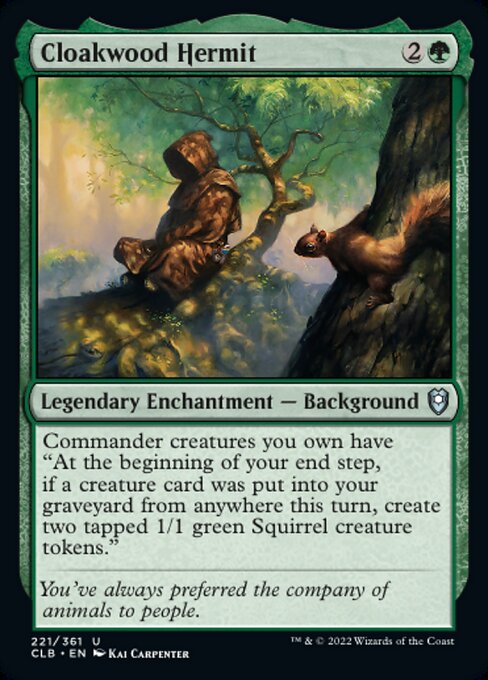 Cloakwood Hermit 2
Legendary Enchantment — Background
Commander creatures you own have
“At the beginning of your end step,
if a creature card was put into your
graveyard from anywhere this turn, create
two tapped 1/1 green Squirrel creature
tokens.”
You’ve always preferred the company of
animals to people.
221/361 U
™ & © 2022 Wizards of the Coast
CLB • EN Kai Carpenter